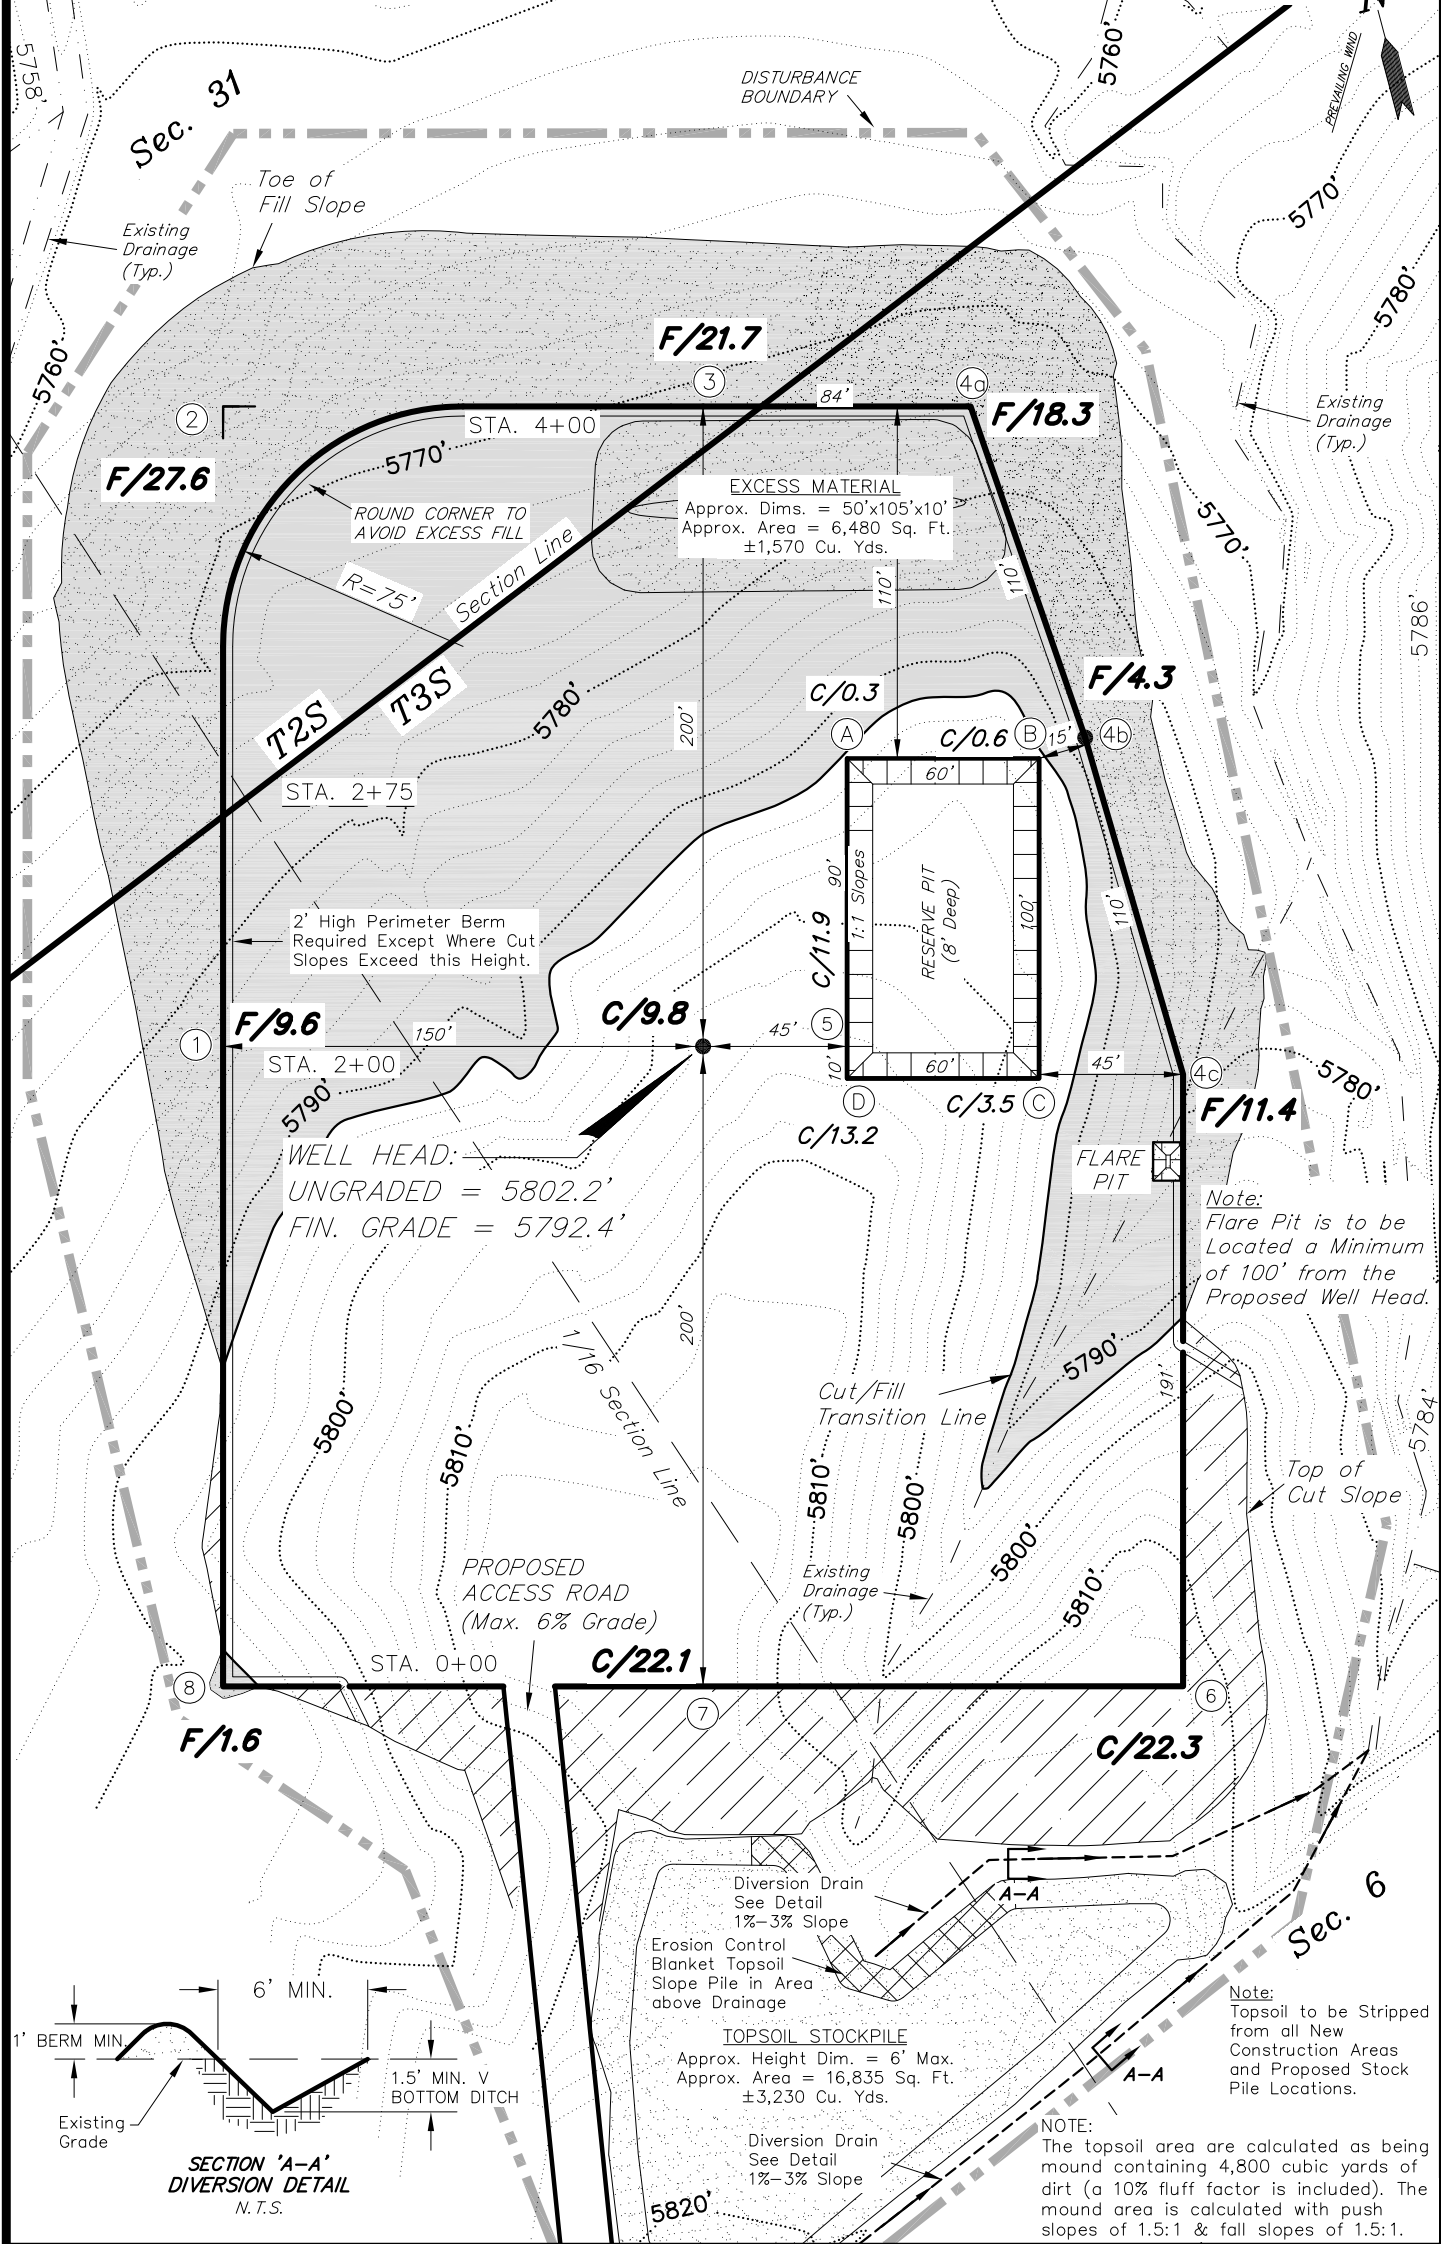 N
PREVAILING WIND
5758'
Sec. 31
DISTURBANCE
BOUNDARY
5760'
5770'
5780'
Toe of
Fill Slope
Existing
Drainage
(Typ.)
5760'
F/21.7
3
84'
4a
F/18.3
2
STA. 4+00
F/27.6
5770'
Existing
Drainage
(Typ.)
ROUND CORNER TO
AVOID EXCESS FILL
EXCESS MATERIAL
Approx. Dims. = 50'x105'x10'
Approx. Area = 6,480 Sq. Ft.
±1,570 Cu. Yds.
5770'
R=75'
Section Line
110'
110'
5786'
T2S
T3S
5780'
200'
C/0.3
F/4.3
A
C/0.6
B
15'
4b
60'
STA. 2+75
90'
1:1 Slopes
RESERVE PIT
(8' Deep)
100'
110'
2' High Perimeter Berm
Required Except Where Cut
Slopes Exceed this Height.
C/11.9
F/9.6
1
150'
STA. 2+00
C/9.8
45'
5
10'
60'
45'
4c
5780'
F/11.4
5790'
D
C/13.2
C/3.5
C
WELL HEAD:
UNGRADED = 5802.2'
FIN. GRADE = 5792.4'
FLARE
PIT
Note:
Flare Pit is to be
Located a Minimum
of 100' from the
Proposed Well Head.
200'
1/16 Section Line
5790'
191'
Cut/Fill
Transition Line
5800'
5810'
5810'
5800'
5784'
Top of
Cut Slope
5800'
5810'
Existing
Drainage
(Typ.)
PROPOSED
ACCESS ROAD
(Max. 6% Grade)
STA. 0+00
C/22.1
8
7
6
F/1.6
C/22.3
Diversion Drain
See Detail
1%-3% Slope
A-A
Sec. 6
Erosion Control
Blanket Topsoil
Slope Pile in Area
above Drainage
TOPSOIL STOCKPILE
Approx. Height Dim. = 6' Max.
Approx. Area = 16,835 Sq. Ft.
±3,230 Cu. Yds.
A-A
Note:
Topsoil to be Stripped
from all New
Construction Areas
and Proposed Stock
Pile Locations.
6' MIN.
1' BERM MIN.
1.5' MIN. V
BOTTOM DITCH
Existing
Grade
SECTION 'A-A'
DIVERSION DETAIL
N.T.S.
Diversion Drain
See Detail
1%-3% Slope
5820'
NOTE:
The topsoil area are calculated as being
mound containing 4,800 cubic yards of
dirt (a 10% fluff factor is included). The
mound area is calculated with push
slopes of 1.5:1 & fall slopes of 1.5:1.